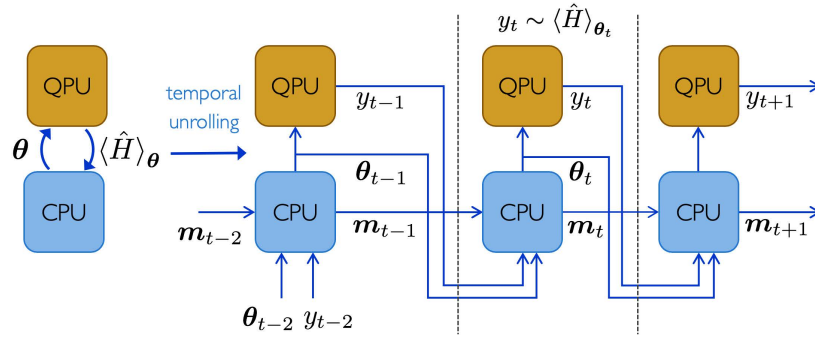 y_t ∼ ⟨Ĥ⟩_θ_t
QPU
QPU
QPU
QPU
temporal
unrolling
y_{t−1}
y_t
y_{t+1}
θ
⟨Ĥ⟩_θ
θ_{t−1}
θ_t
CPU
CPU
CPU
CPU
m_{t−2}
m_{t−1}
m_t
m_{t+1}
θ_{t−2}
y_{t−2}